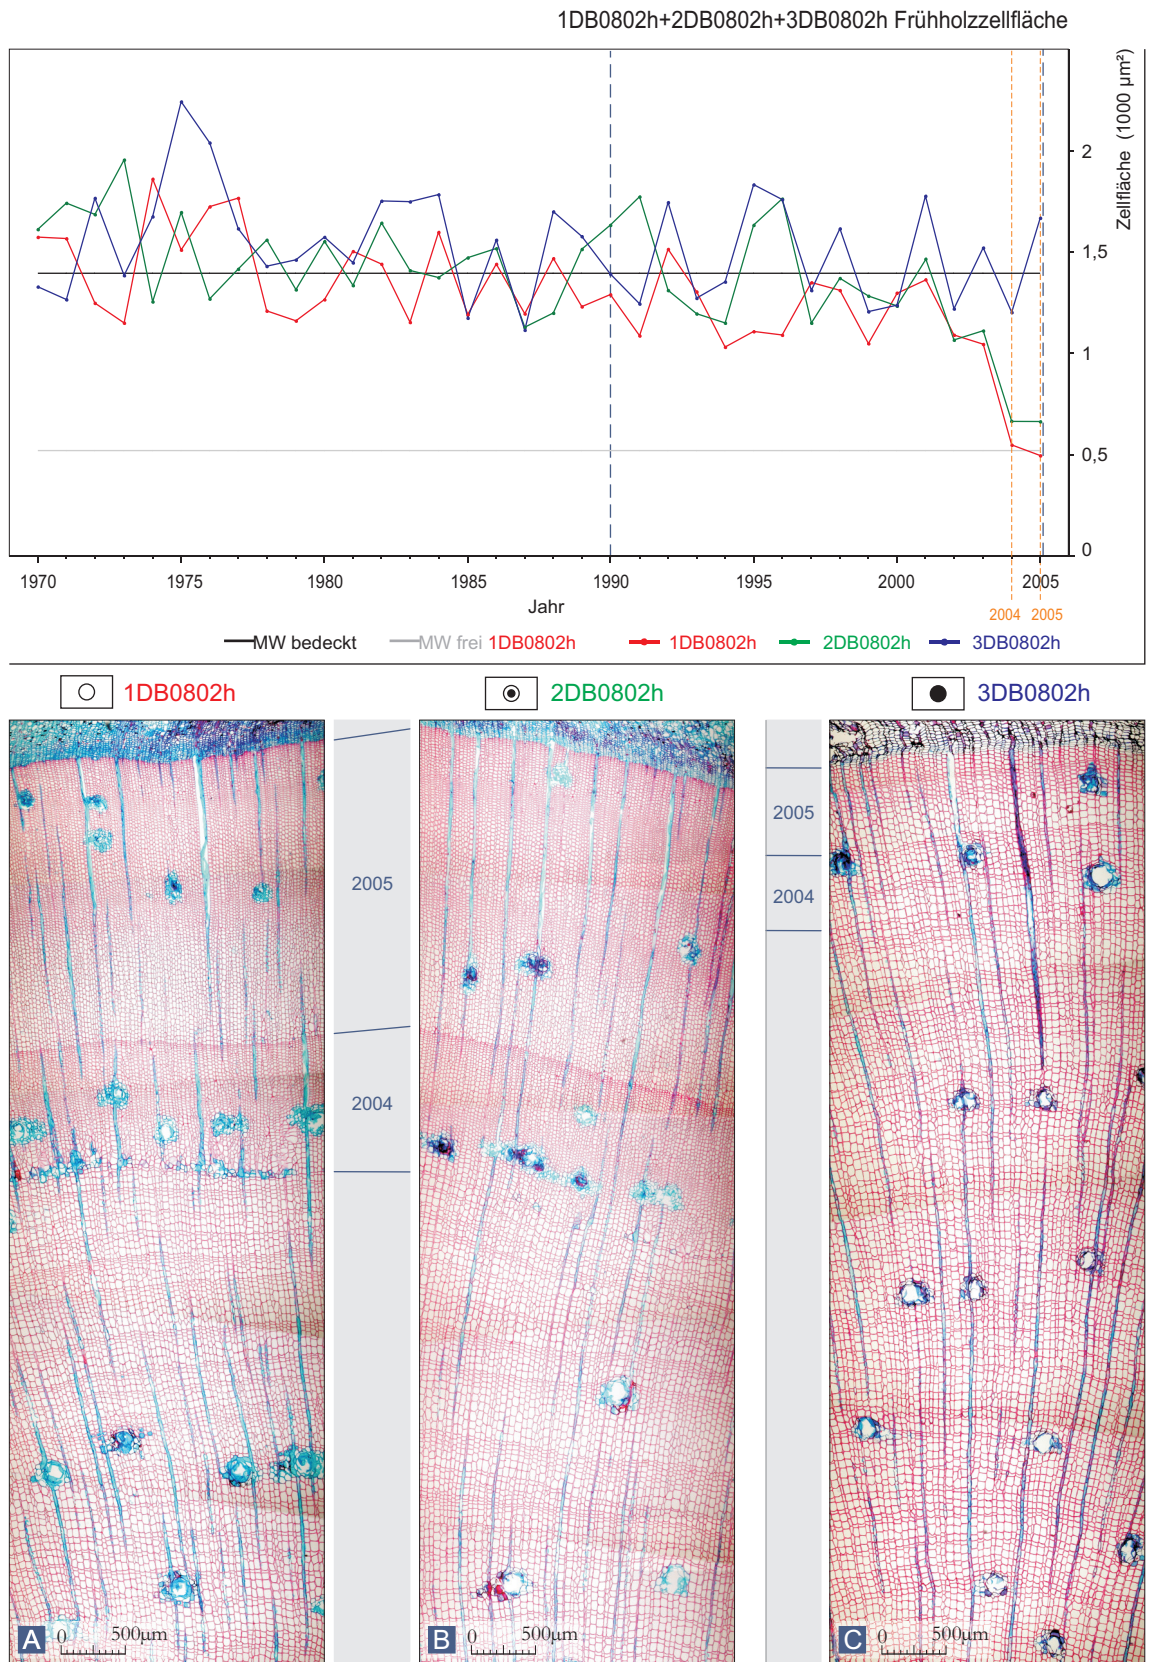 1DB0802h+2DB0802h+3DB0802h Frühholzzellfläche
Zellfläche (1000 µm²)
2
1,5
1
0,5
0
1970 1975 1980 1985 1990 1995 2000 2005
Jahr
2004 2005
MW bedeckt MW frei 1DB0802h 1DB0802h 2DB0802h 3DB0802h
1DB0802h 2DB0802h 3DB0802h
2005
2004
2005
2004
A 0 500µm
B 0 500µm
C 0 500µm